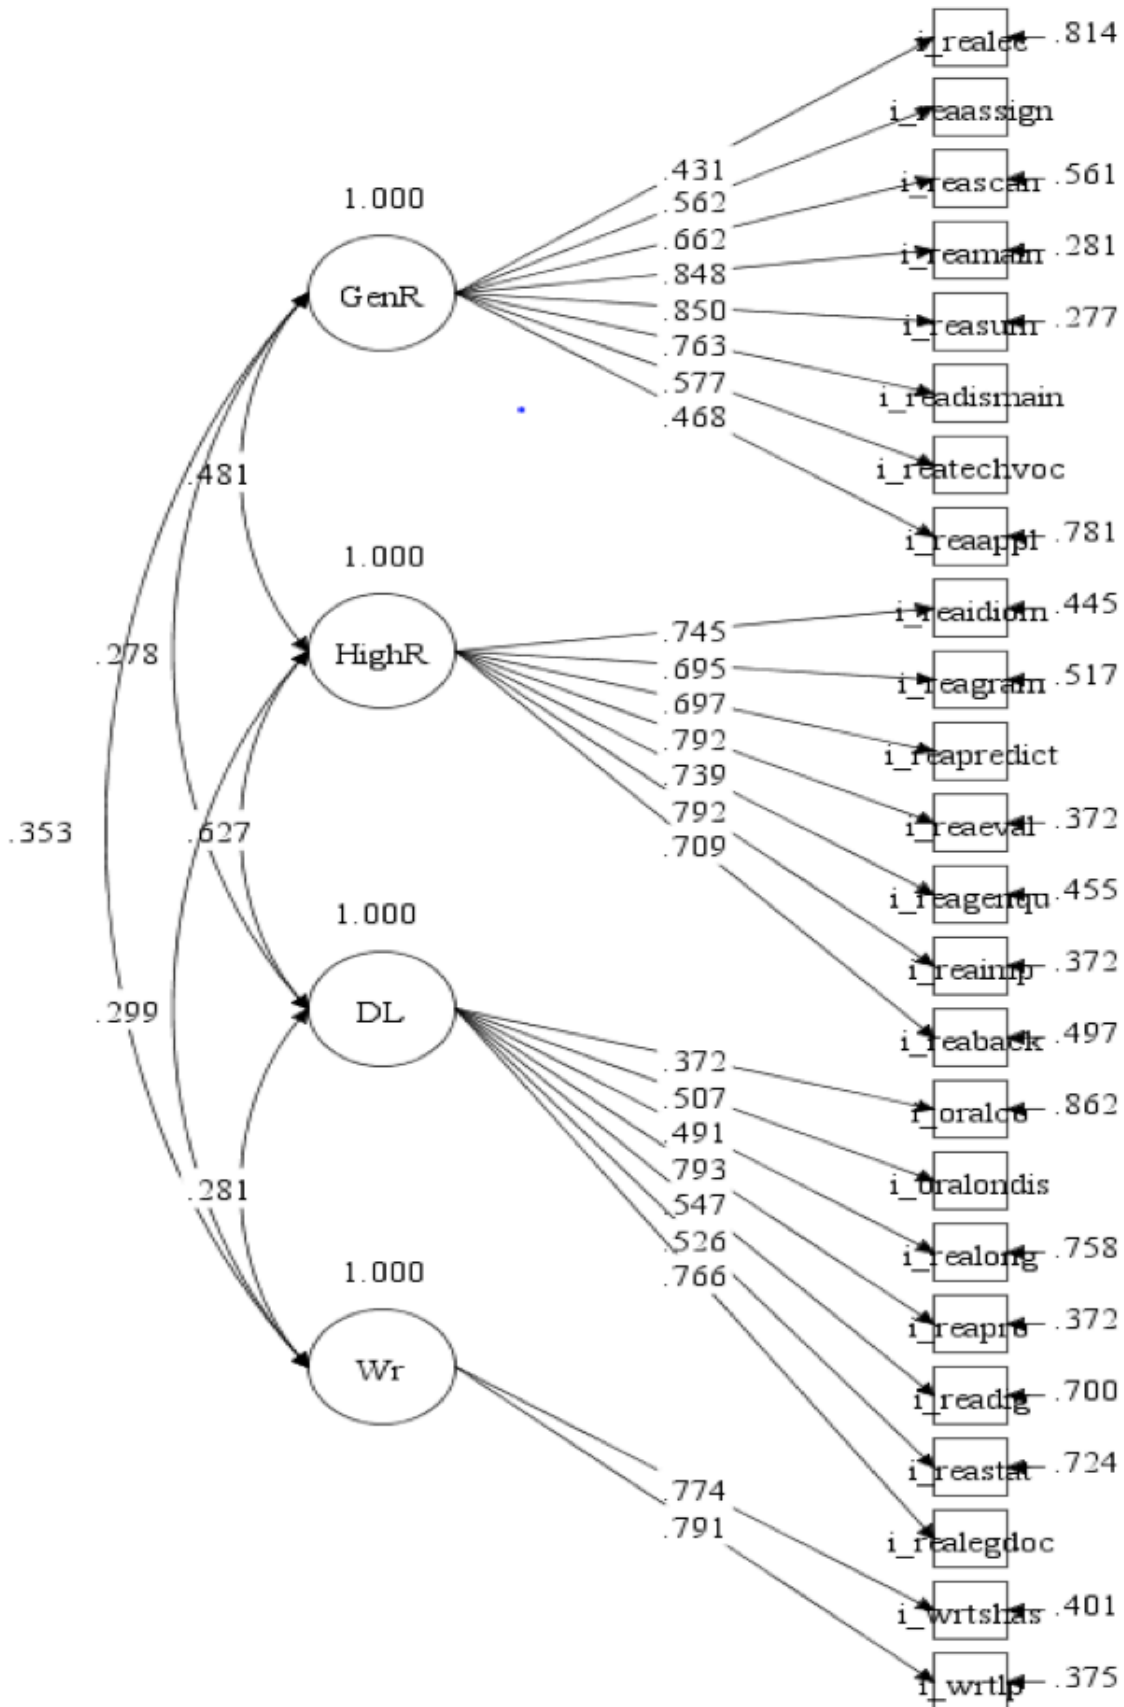 i_realec .814
i_reaassign
.431
.562
i_reascan .561
1.000
.662
i_reamain .281
.848
GenR
.850
i_reasum .277
.763
.577
i_readismain
.468
.481
i_reatechvoc
i_reaappl .781
1.000
i_reaidiom .445
.745
.278
HighR
.695
i_reagram .517
.697
.792
i_reapredict
.739
.792
.353
.627
i_reaeval .372
.709
i_reagenqu .455
1.000
i_reaimp .372
.299
DL
i_reaback .497
.372
.507
i_oralco .862
.491
.793
.281
i_oralondis
.547
.526
i_realong .758
.766
1.000
i_reapro .372
Wr
i_readig .700
i_reastat .724
.774
.791
i_realegdoc
i_wrtshas .401
i_wrtlp .375